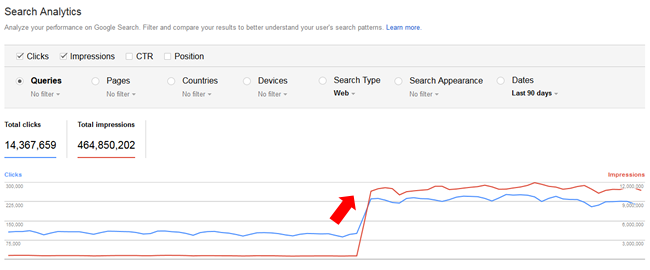 Search Analytics
Analyze your performance on Google Search. Filter and compare your results to better understand your user's search patterns. Learn more.
Clicks Impressions CTR Position
Queries Pages Countries Devices Search Type Search Appearance Dates
No filter No filter No filter No filter Web No filter Last 90 days
Total clicks Total impressions
14,367,659 464,850,202
Clicks Impressions
300,000 12,000,000
225,000 9,000,000
150,000 6,000,000
75,000 3,000,000